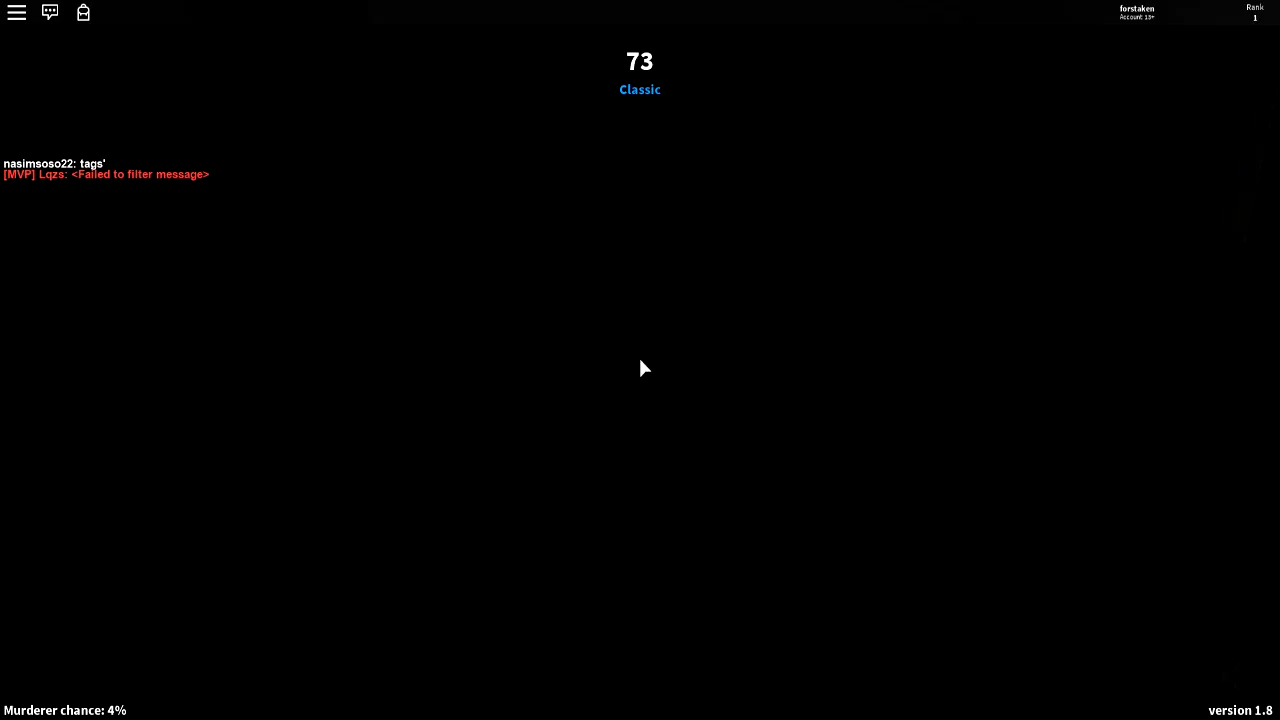 forstaken
Account 13+
Rank
1
73
Classic
nasimsoso22: tags'
[MVP] Lqzs: <Failed to filter message>
Murderer chance: 4%
version 1.8